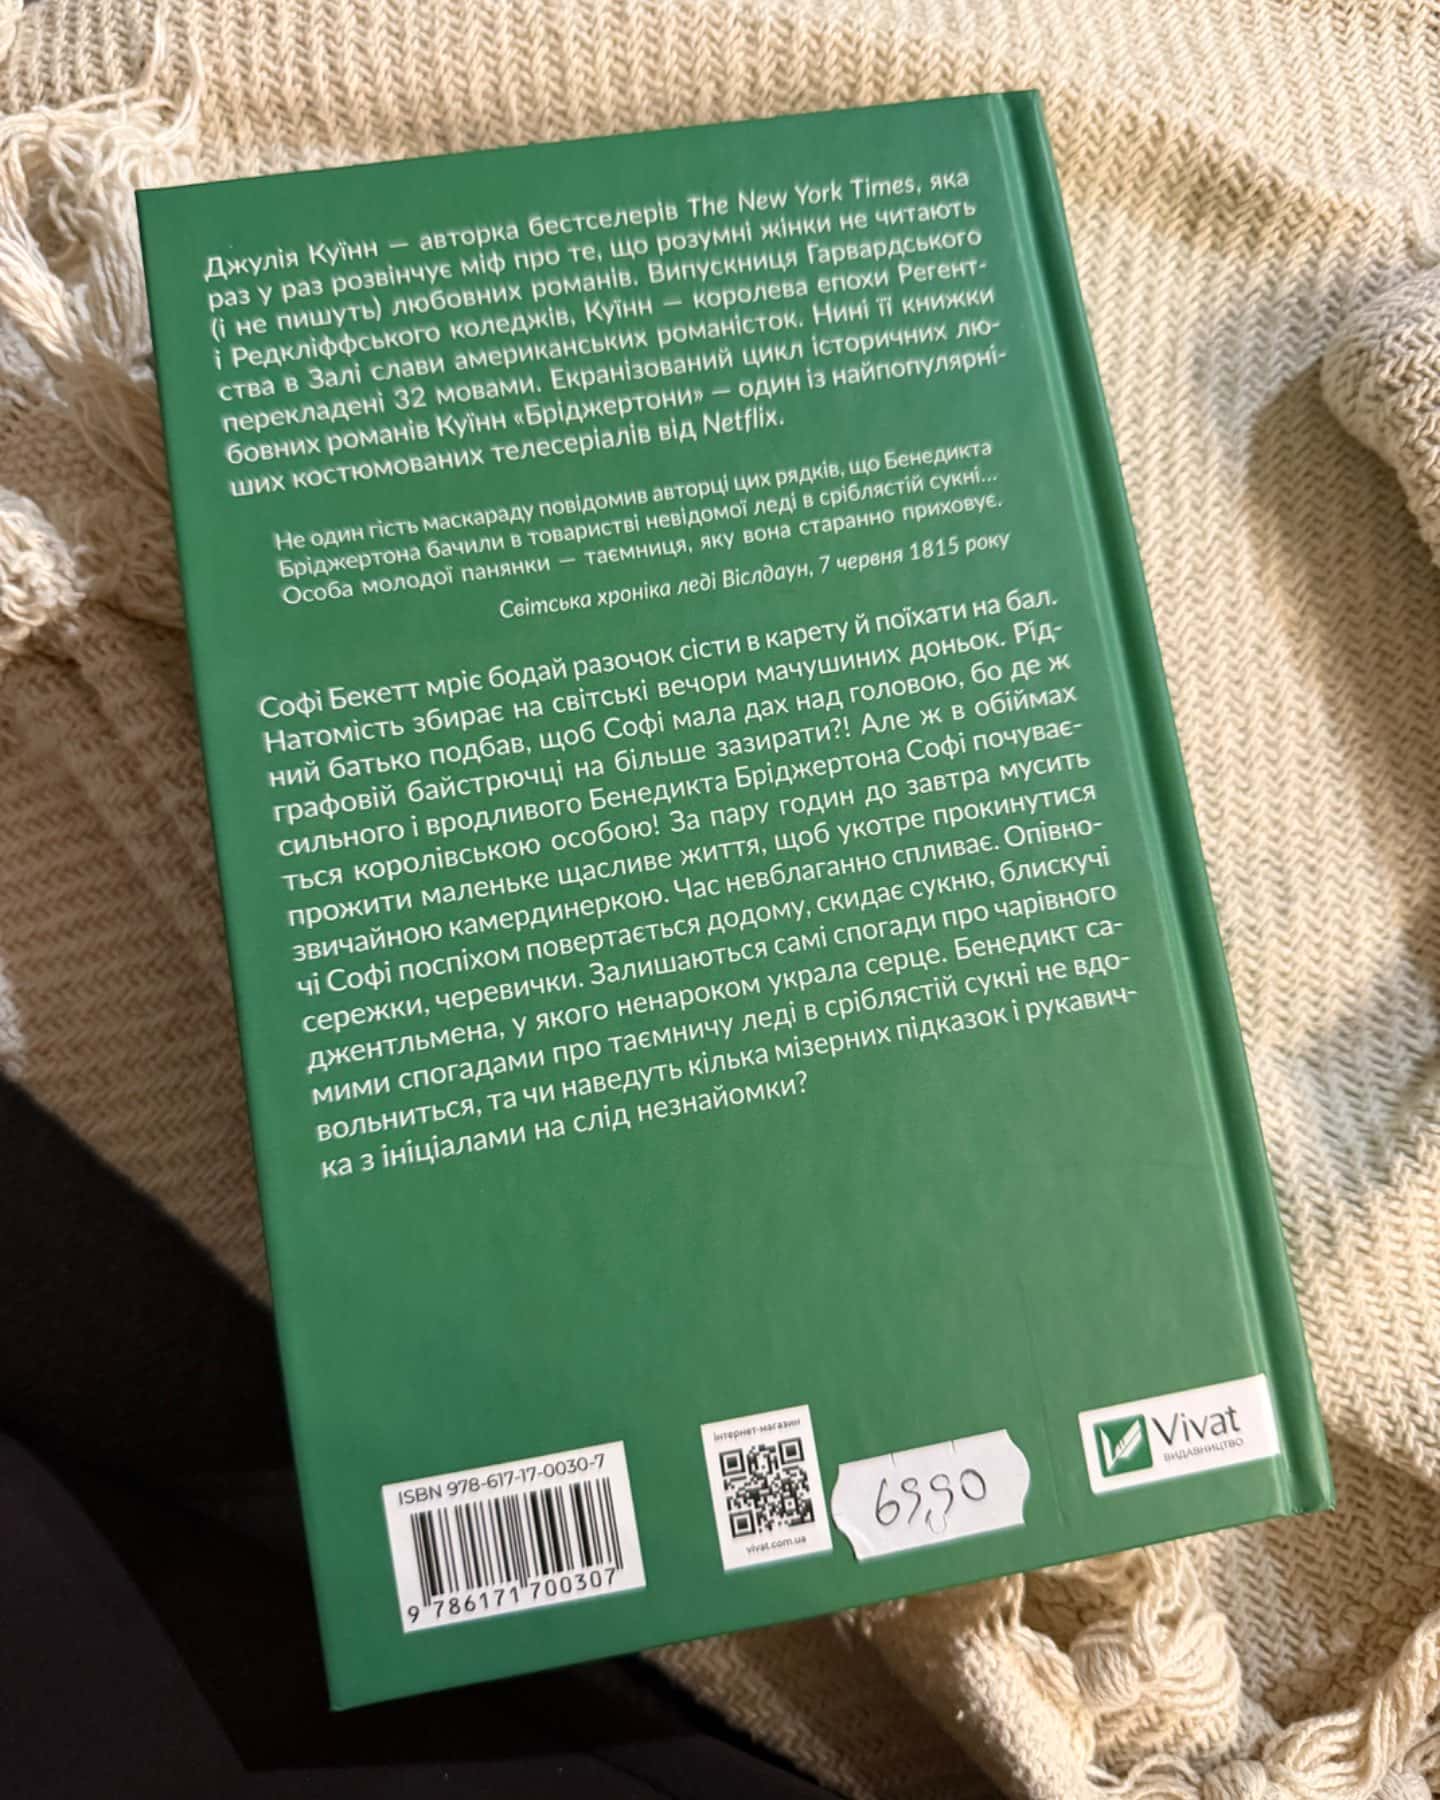 Джулія Куїнн — авторка бестселерів The New York Times, яка
раз у раз розвінчує міф про те, що розумні жінки не читають
(і не пишуть) любовних романів. Випускниця Гарвардського
і Редкліффського коледжів, Куїнн — королева епохи Регент-
ства в Залі слави американських романісток. Нині її книжки
перекладені 32 мовами. Екранізований цикл історичних лю-
бовних романів Куїнн «Бріджертони» — один із найпопулярні-
ших костюмованих телесеріалів від Netflix.
Не один гість маскараду повідомив авторці цих рядків, що Бенедикта
Бріджертона бачили в товаристві невідомої леді в сріблястій сукні...
Особа молодої панянки — таємниця, яку вона старанно приховує.
Світська хроніка леді Віслдаун, 7 червня 1815 року
Софі Бекетт мріє бодай разочок сісти в карету й поїхати на бал.
Натомість збирає на світські вечори мачушиних доньок. Рід-
ний батько подбав, щоб Софі мала дах над головою, бо де ж
графовій байстрючці на більше зазирати?! Але ж в обіймах
сильного і вродливого Бенедикта Бріджертона Софі почуває-
ться королівською особою! За пару годин до завтра мусить
прожити маленьке щасливе життя, щоб укотре прокинутися
звичайною камердинеркою. Час невблаганно спливає. Опівно-
чі Софі поспіхом повертається додому, скидає сукню, блискучі
сережки, черевички. Залишаються самі спогади про чарівного
джентльмена, у якого ненароком украла серце. Бенедикт са-
мими спогадами про таємничу леді в сріблястій сукні не вдо-
вольниться, та чи наведуть кілька мізерних підказок і рукавич-
ка з ініціалами на слід незнайомки?
ISBN 978-617-17-0030-7
9 786171 700307
інтернет-магазин
vivat.com.ua
69,90
Vivat
ВИДАВНИЦТВО